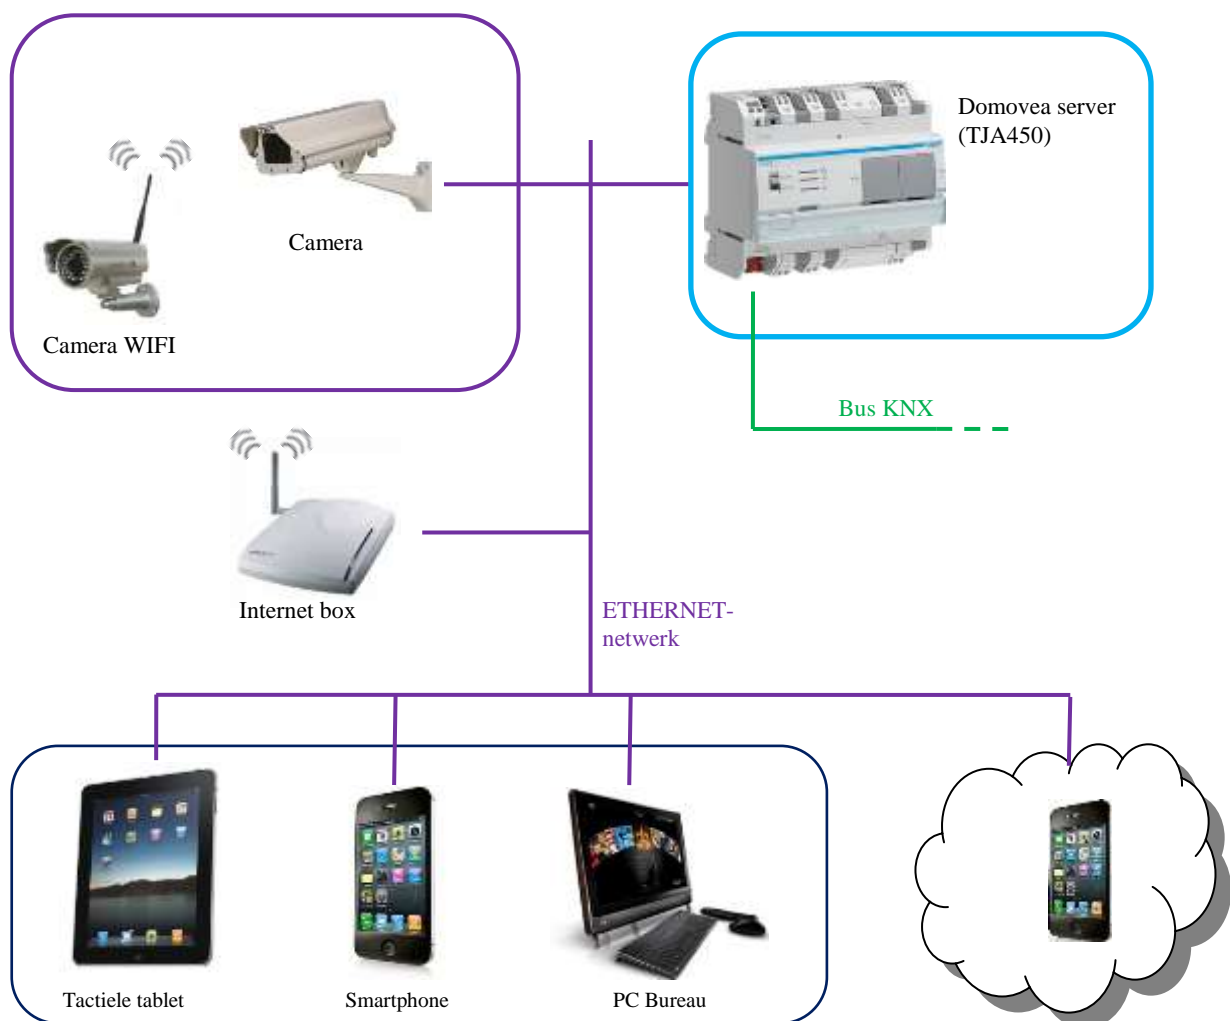 Domovea server
(TJA450)
Camera
Camera WIFI
Bus KNX
Internet box
ETHERNET-
netwerk
Tactiele tablet
Smartphone
PC Bureau